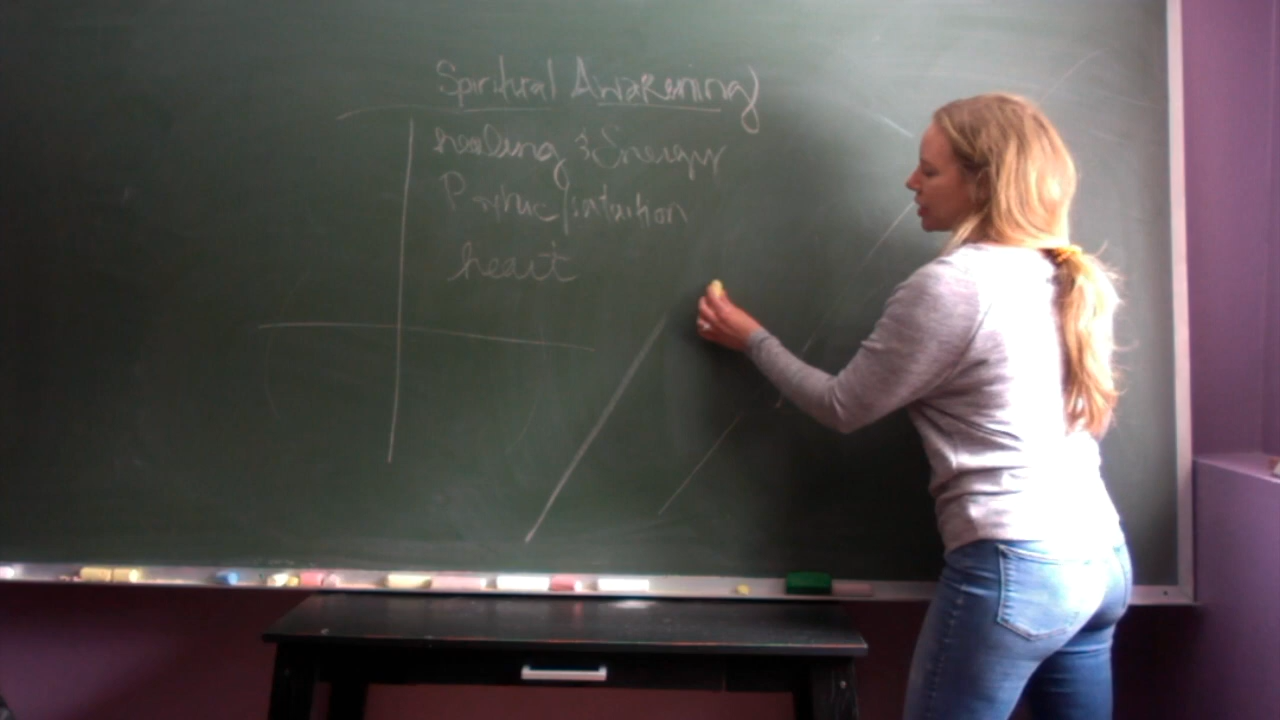 Spiritual Awakening
healing & Energy
Psychic/intuition
heart